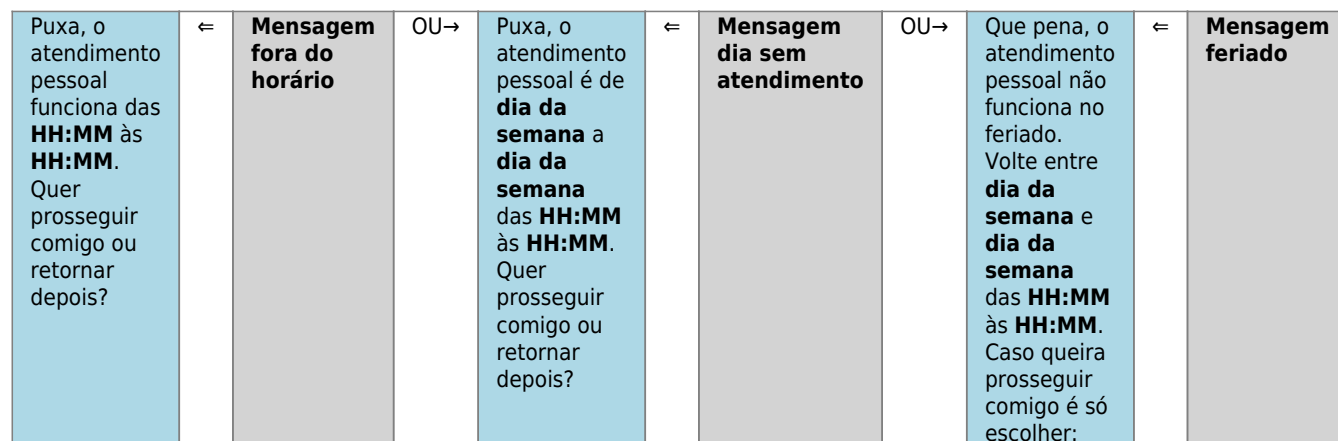 Puxa, o
atendimento
pessoal
funciona das
HH:MM às
HH:MM.
Quer
prosseguir
comigo ou
retornar
depois?
⇐
Mensagem
fora do
horário
OU→
Puxa, o
atendimento
pessoal é de
dia da
semana a
dia da
semana
das HH:MM
às HH:MM.
Quer
prosseguir
comigo ou
retornar
depois?
⇐
Mensagem
dia sem
atendimento
OU→
Que pena, o
atendimento
pessoal não
funciona no
feriado.
Volte entre
dia da
semana e
dia da
semana
das HH:MM
às HH:MM.
Caso queira
prosseguir
comigo é só
escolher:
⇐
Mensagem
feriado